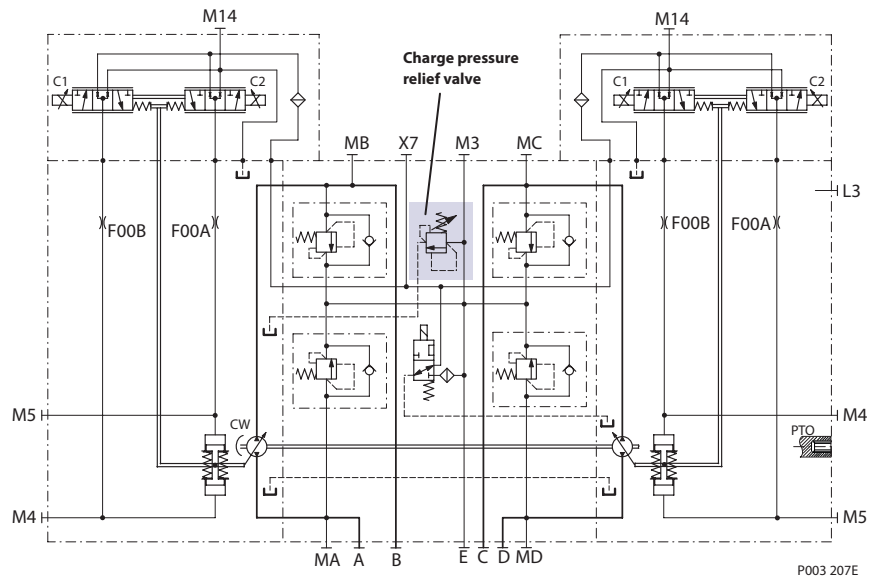 M14
M14
Charge pressure
relief valve
C1
C2
C1
C2
MB
X7
M3
MC
L3
F00B
F00A
F00B
F00A
M5
CW
M4
PTO
M4
M5
MA
A
B
E
C
D
MD
P003 207E